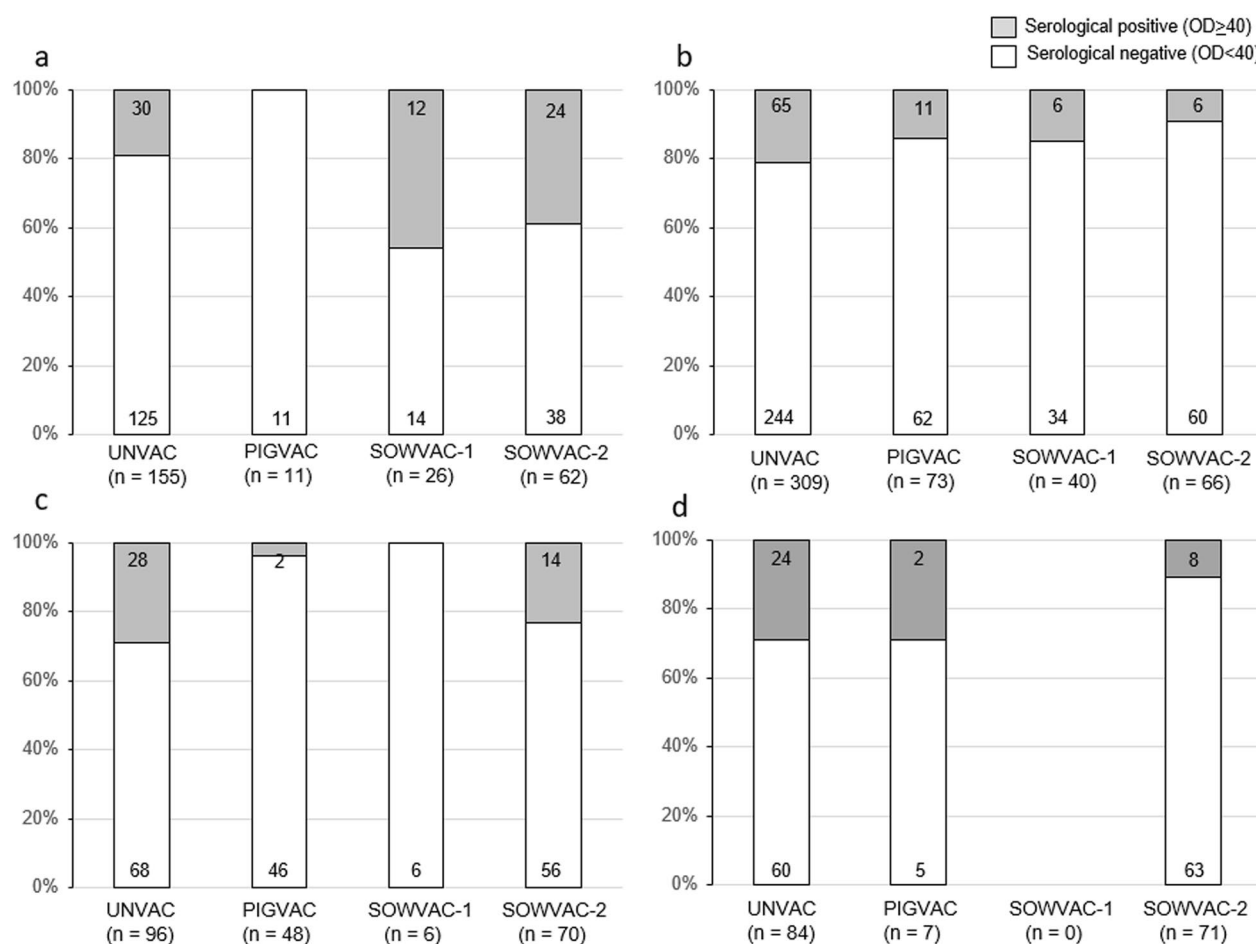 Serological positive (OD≥40)
Serological negative (OD<40)
a
100%
80%
60%
40%
20%
0%
30
12
24
125
11
14
38
UNVAC
(n = 155)
PIGVAC
(n = 11)
SOWVAC-1
(n = 26)
SOWVAC-2
(n = 62)
b
100%
80%
60%
40%
20%
0%
65
11
6
6
244
62
34
60
UNVAC
(n = 309)
PIGVAC
(n = 73)
SOWVAC-1
(n = 40)
SOWVAC-2
(n = 66)
c
100%
80%
60%
40%
20%
0%
28
2
14
68
46
6
56
UNVAC
(n = 96)
PIGVAC
(n = 48)
SOWVAC-1
(n = 6)
SOWVAC-2
(n = 70)
d
100%
80%
60%
40%
20%
0%
24
2
8
60
5
63
UNVAC
(n = 84)
PIGVAC
(n = 7)
SOWVAC-1
(n = 0)
SOWVAC-2
(n = 71)